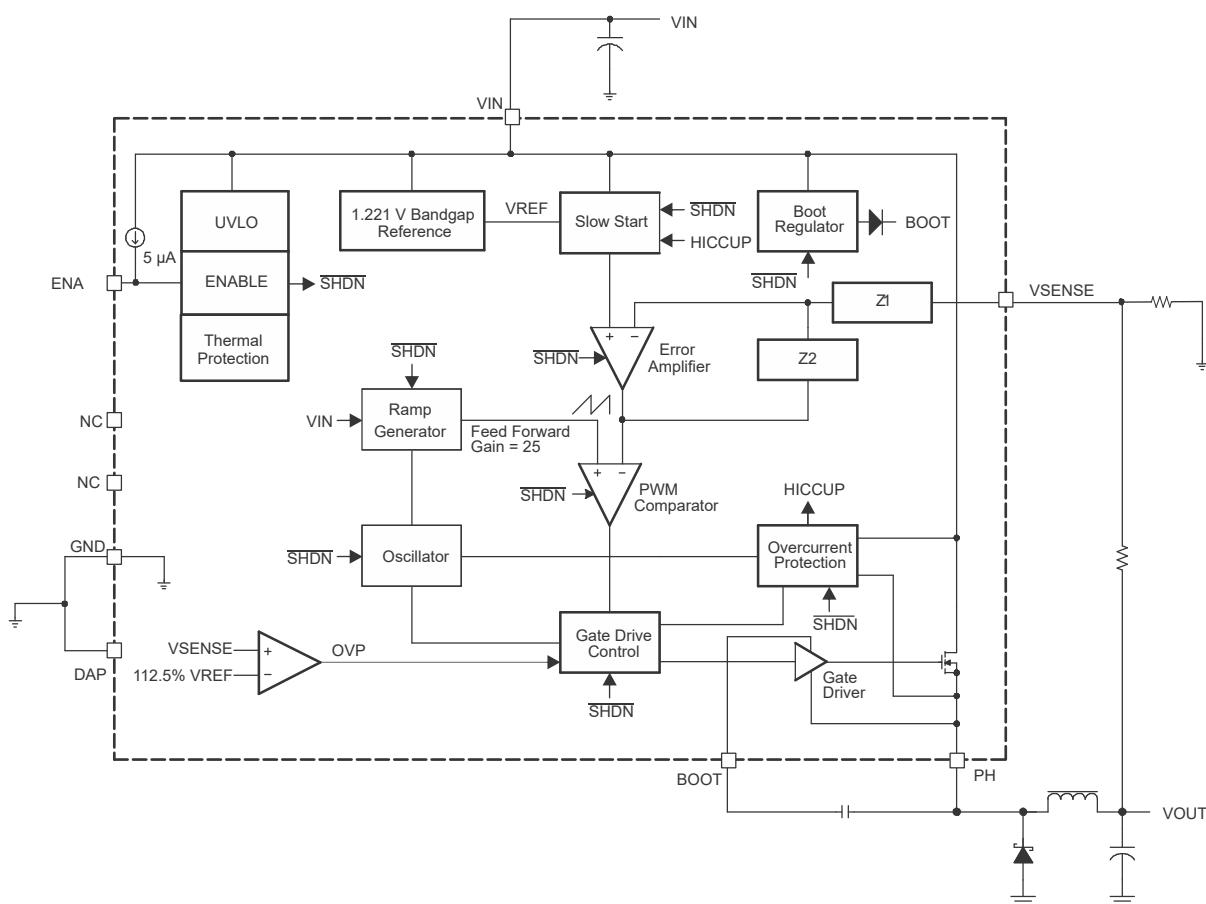 VIN
VIN
UVLO
1.221 V Bandgap
Reference
VREF
Slow Start
SHDN
HICCUP
Boot
Regulator
BOOT
5 µA
ENA
ENABLE
SHDN
SHDN
Z1
VSENSE
Thermal
Protection
SHDN
+ −
SHDN
Error
Amplifier
Z2
VIN
Ramp
Generator
Feed Forward
Gain = 25
NC
NC
+ −
SHDN
PWM
Comparator
HICCUP
GND
SHDN
Oscillator
Overcurrent
Protection
SHDN
DAP
VSENSE
+
112.5% VREF
−
OVP
Gate Drive
Control
SHDN
Gate
Driver
BOOT
PH
VOUT